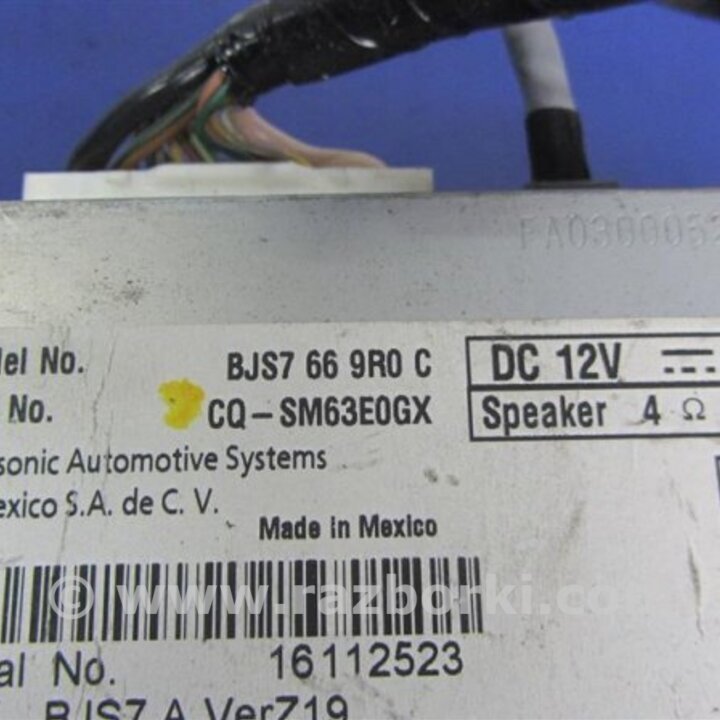 PA030005
del No. BJS7 66 9R0 C
DC 12V
No. CQ-SM63E0GX
Speaker 4 Ω
sonic Automotive Systems
exico S.A. de C. V.
Made in Mexico
© www.razborki.co
al No. 16112523
BJS7 A VerZ19